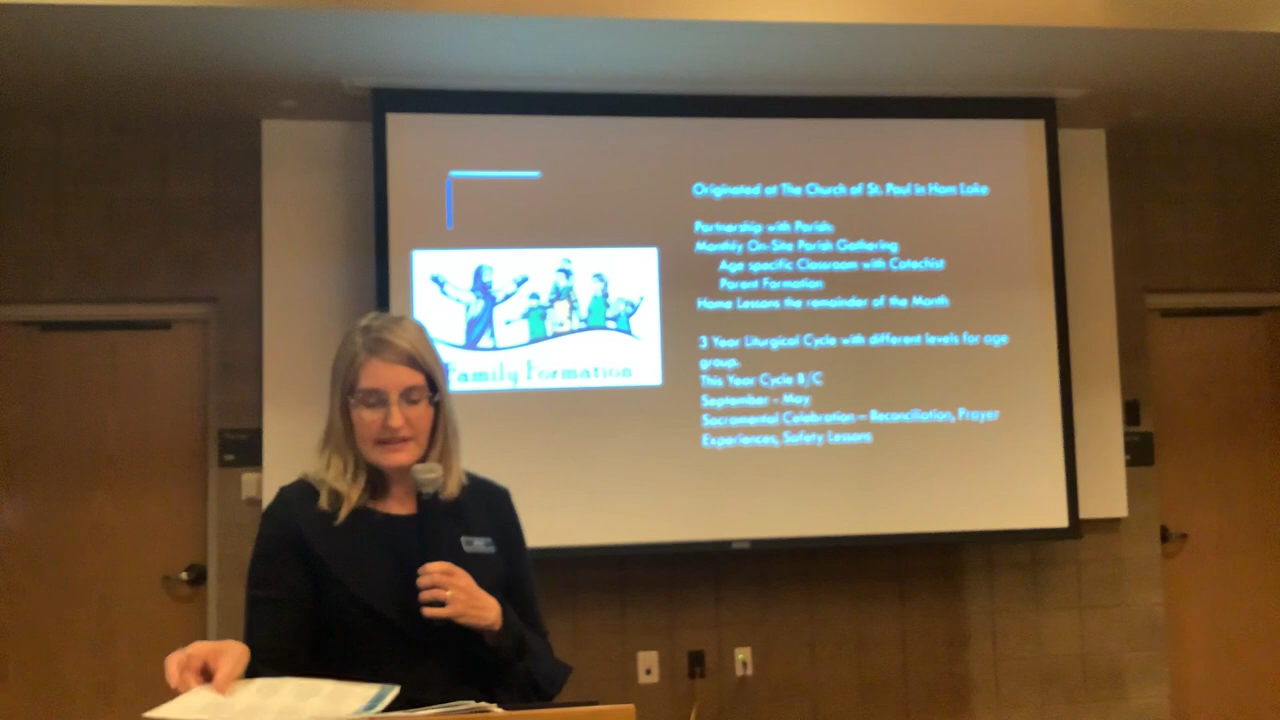 Originated at The Church of St. Paul in Ham Lake
Partnership with Parish:
Monthly On-Site Parish Gathering
Age specific Classroom with Catechist
Parent Formation
Home Lessons the remainder of the Month
3 Year Liturgical Cycle with different levels for age
group.
This Year Cycle B/C
September - May
Sacramental Celebration – Reconciliation, Prayer
Experiences, Safety Lessons
Family Formation